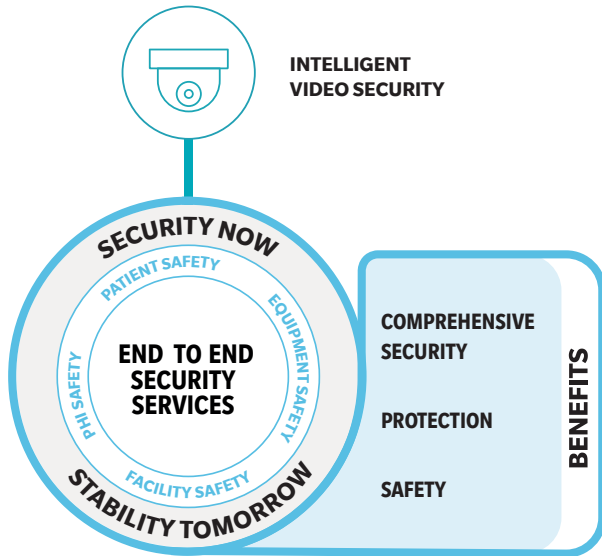 INTELLIGENT
VIDEO SECURITY
SECURITY NOW
PATIENT SAFETY
EQUIPMENT SAFETY
PHI SAFETY
END TO END
SECURITY
SERVICES
FACILITY SAFETY
STABILITY TOMORROW
COMPREHENSIVE
SECURITY
PROTECTION
SAFETY
BENEFITS